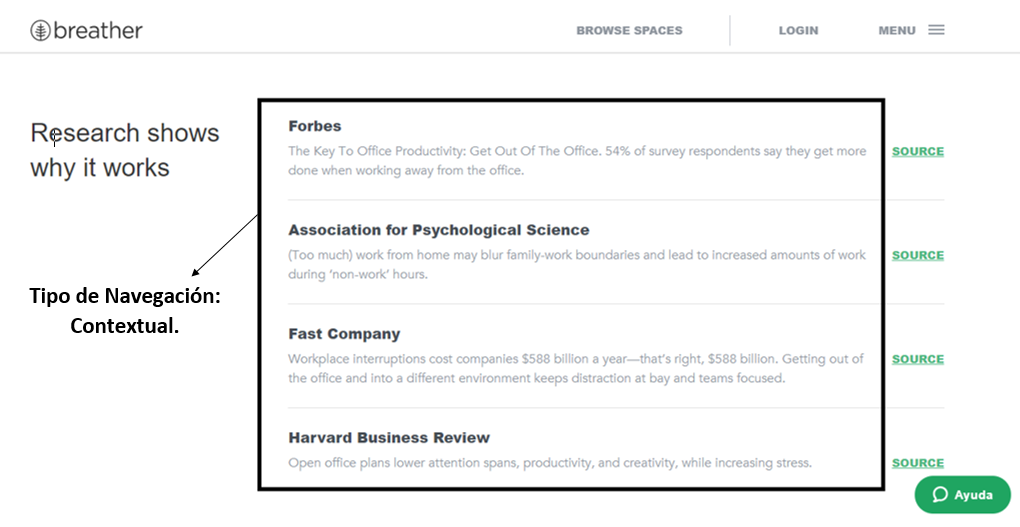 breather
BROWSE SPACES
LOGIN
MENU
Research shows
why it works
Forbes
The Key To Office Productivity: Get Out Of The Office. 54% of survey respondents say they get more
done when working away from the office.
SOURCE
Association for Psychological Science
(Too much) work from home may blur family-work boundaries and lead to increased amounts of work
during ‘non-work’ hours.
SOURCE
Tipo de Navegación:
Contextual.
Fast Company
Workplace interruptions cost companies $588 billion a year—that’s right, $588 billion. Getting out of
the office and into a different environment keeps distraction at bay and teams focused.
SOURCE
Harvard Business Review
Open office plans lower attention spans, productivity, and creativity, while increasing stress.
SOURCE
Ayuda